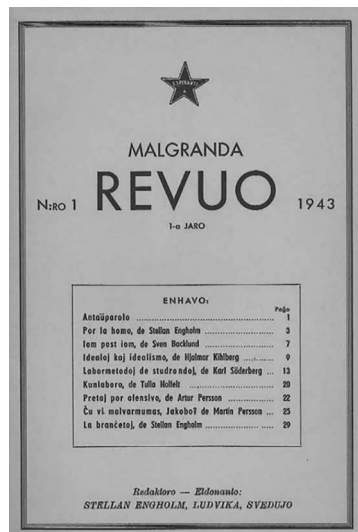 ESPERANTO
MALGRANDA
N:RO 1 REVUO 1943
1-a JARO
ENHAVO:
Paĝo
Antaŭparolo 1
Por la homo, de Stellan Engholm 3
Iom post iom, de Sven Backlund 7
Idealoj kaj idealismo, de Hjalmar Kihlberg 9
Labormetodoj de studrondoj, de Karl Söderberg 13
Kunlaboro, de Tulla Holfelt 20
Pretaj por ofensivo, de Artur Persson 22
Ĉu vi malvarmumas, Jakobo? de Martin Persson 25
La branĉetoj, de Stellan Engholm 29
Redaktoro — Eldonanto:
STELLAN ENGHOLM, LUDVIKA, SVEDUJO